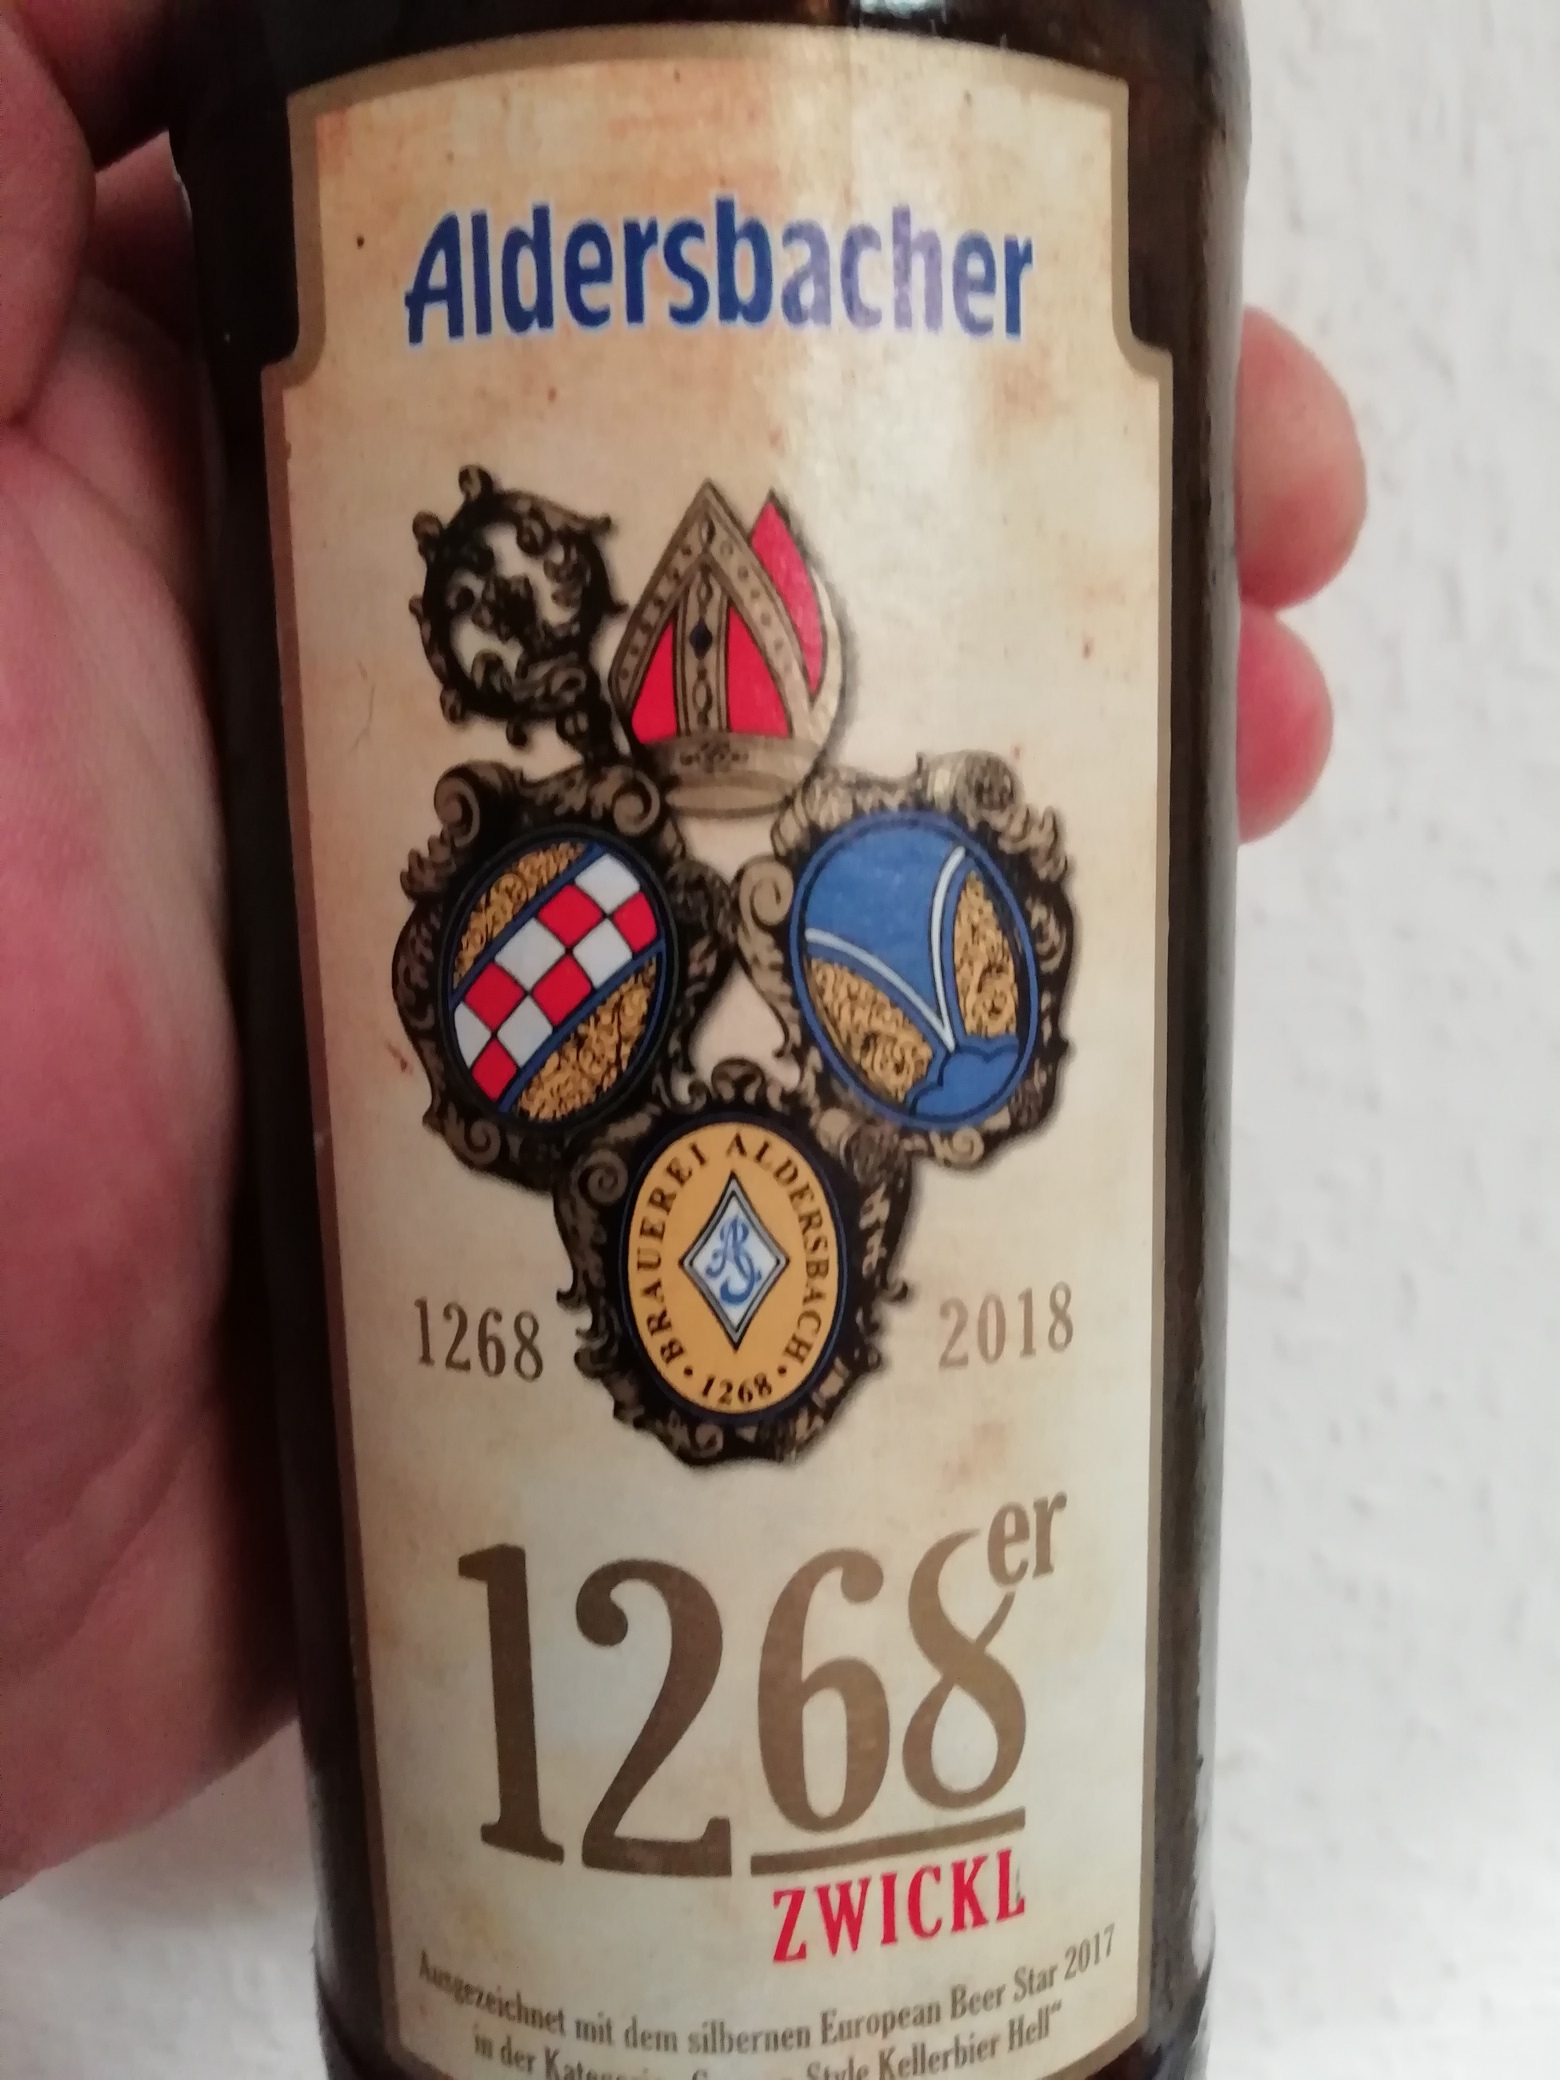 Aldersbacher
BRAUEREI ALDERSBACH
• 1268 •
AB
1268
2018
1268er
ZWICKL
Ausgezeichnet mit dem silbernen European Beer Star 2017
in der Style Kellerbier Hell“